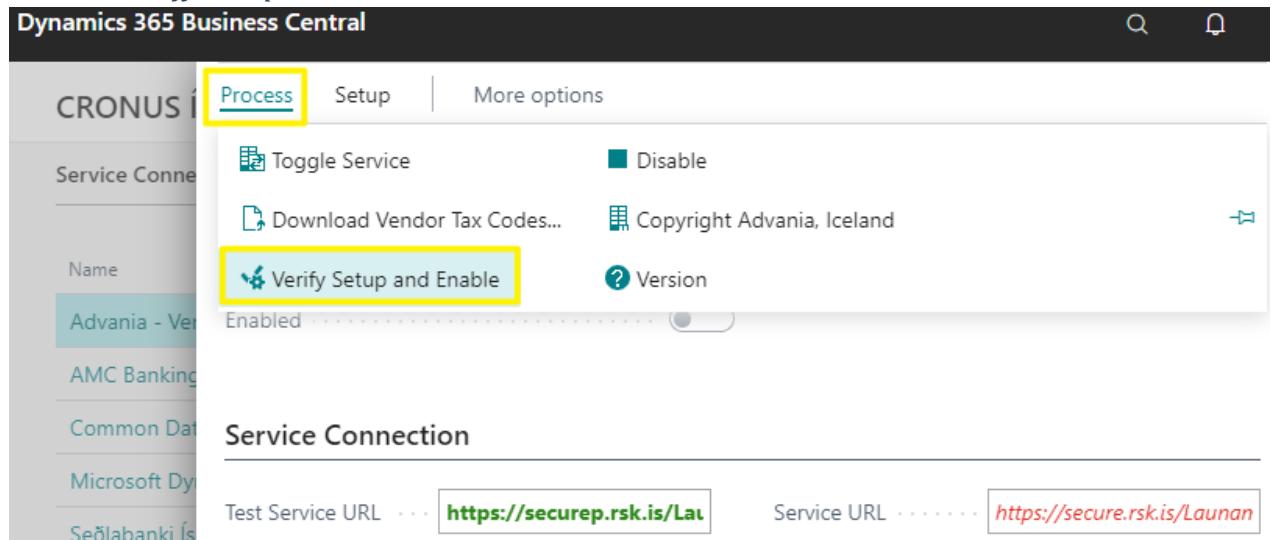 Dynamics 365 Business Central
CRONUS Í
Process Setup More options
Service Conne
Toggle Service Disable
Download Vendor Tax Codes... Copyright Advania, Iceland
Name
Verify Setup and Enable Version
Advania - Ver
Enabled
AMC Banking
Common Dat
Service Connection
Microsoft Dy
Test Service URL https://securep.rsk.is/Lau Service URL https://secure.rsk.is/Launan
Seðlabanki Ís